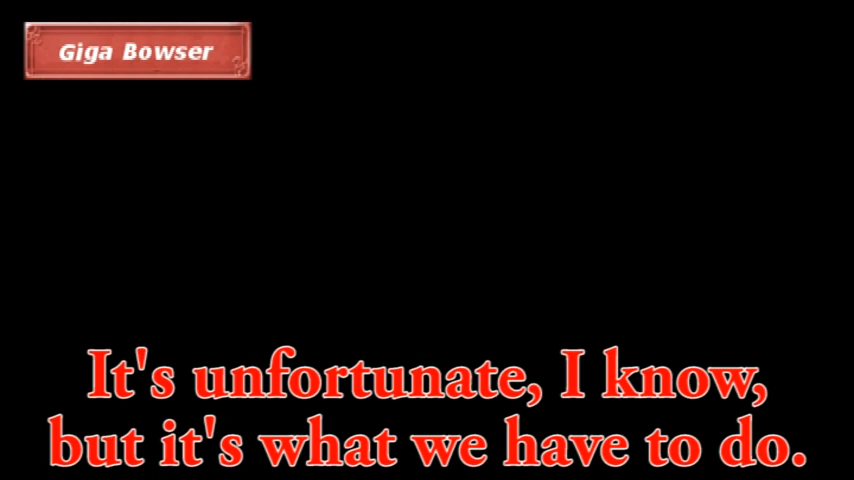 Giga Bowser
It's unfortunate, I know,
but it's what we have to do.